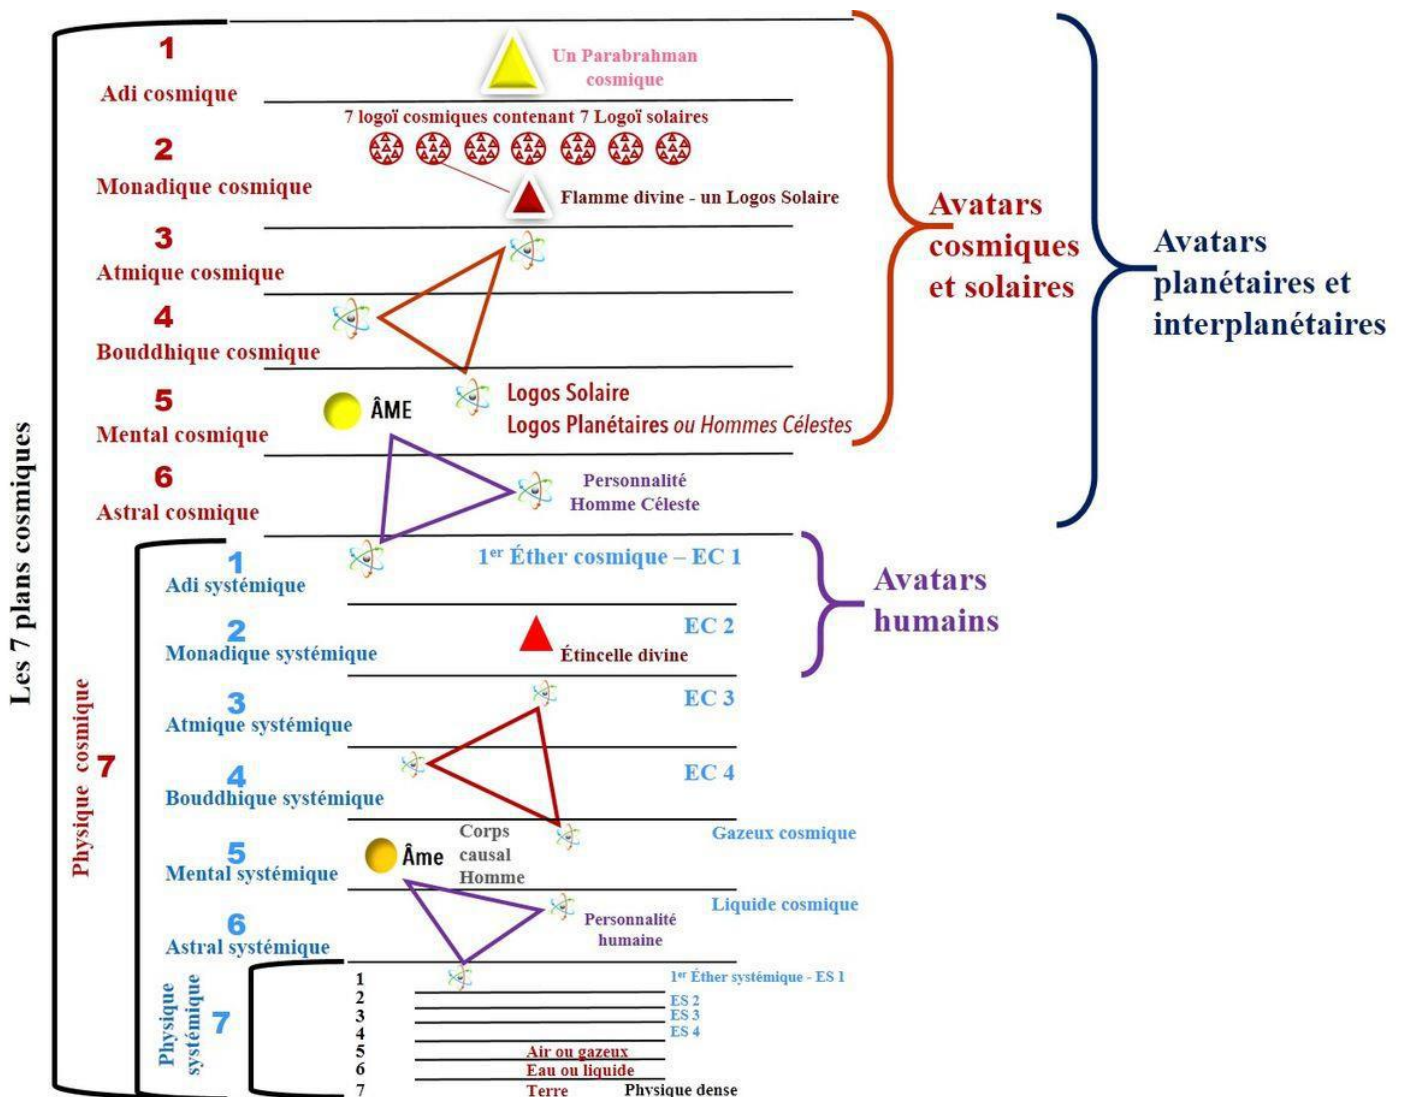 Les 7 plans cosmiques
1
Adi cosmique
Un Parabrahman
cosmique
7 logoï cosmiques contenant 7 Logoï solaires
2
Monadique cosmique
Flamme divine - un Logos Solaire
3
Atmique cosmique
4
Bouddhique cosmique
5
Mental cosmique
ÂME
Logos Solaire
Logos Planétaires ou Hommes Célestes
6
Astral cosmique
Personnalité
Homme Céleste
Avatars
cosmiques
et solaires
Avatars
planétaires et
interplanétaires
Physique cosmique
7
1
Adi systémique
1er Éther cosmique – EC 1
2
Monadique systémique
EC 2
Étincelle divine
Avatars
humains
3
Atmique systémique
EC 3
4
Bouddhique systémique
EC 4
5
Mental systémique
Âme
Corps
causal
Homme
Gazeux cosmique
6
Astral systémique
Liquide cosmique
Personnalité
humaine
Physique
systémique
7
1
1er Éther systémique - ES 1
2
ES 2
3
ES 3
4
ES 4
5
Air ou gazeux
6
Eau ou liquide
7
Terre
Physique dense